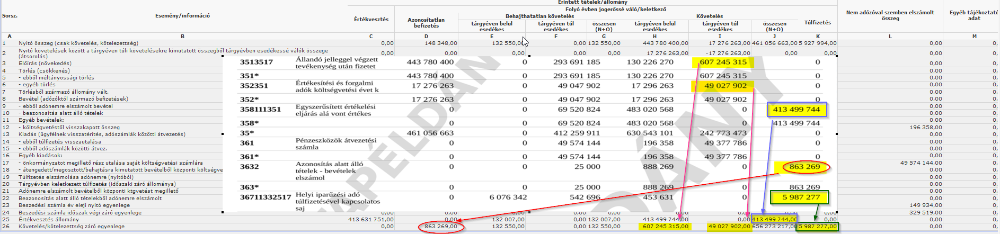 Érintett tételek/állomány
Folyó évben jogerőssé váló/keletkező
Behajthatatlan követelés Követelés
Sorsz. Esemény/információ Értékvesztés Azonosítatlan befizetés tárgyéven belül esedékes tárgyéven túl esedékes összesen (N+O) tárgyéven belül esedékes tárgyéven túl esedékes összesen (N+O) Túlfizetés Nem adózóval szemben elszámolt összeg Egyéb tájékoztató adat
A B C D E F G H I J K L M
1 Nyitó összeg (csak követelés, kötelezettség) 0,00 148 348,00 132 550,00 0,00 132 550,00 443 780 400,00 17 276 263,00 461 056 663,00 5 927 994,00 0,00 0,
2 Nyitó követelések között a tárgyéven túli követelésekre kimutatott összegből tárgyévben esedékessé válók összege
(átsorolás) 0,00 0,00 0,00 0,00 0,00 17 276 263,00 -17 276 263,00 0,00 0,00 0,00 0,
3 Előírás (növekedés) 0,00 0,
4 Törlés (csökkenés) 0,00 0,
5 - ebből méltányossági törlés 0,00 0,
6 - egyéb törlés 0,00 0,
7 Törlésből származó állomány vált. 0,00 0,
8 Bevétel (adózóktól származó befizetések) 0,00 0,
9 - ebből adónemre elszámolt bevétel 0,00 0,
10 - beazonosítás alatt álló tételek 0,00 0,
11 Egyéb bevételek: 0,00 0,
12 - költségvetéstől visszakapott összeg 196 358,00 0,
13 Kiadás (ügyfélnek visszatérítés, adószámlák közötti átvezetés) 0,00 0,
14 - ebből túlfizetés visszautalása 0,00 0,
15 - ebből adószámlák közötti átvez. 0,00 0,
16 Egyéb kiadások: 0,00 0,
17 - önkormányzatot megillető rész utalása saját költségvetési számlára 49 574 144,00 0,
18 - átengedett/megosztott/behajtásra kimutatott bevételből központi költségve 0,00 0,
19 Túlfizetés elszámolása adónemre (nyitóból) 0,00 0,
20 Tárgyévben keletkezett túlfizetés (időszaki záró állománya) 0,00 0,
21 Adónemre elszámolt bevételből központi ktgvetést megillető 0,00 0,
22 Beazonosítás alatt álló tételekből adónemre elszámolt 0,00 0,
23 Beszedési számla év eleji nyitó egyenlege 149 934,00 0,
24 Beszedési számla időszak végi záró egyenlege 329 519,00 0,
25 Értékvesztés állomány 413 631 751,00 0,00 132 007,00 0,00 132 007,00 413 499 744,00 0,00 413 499 744,00 0,00 0,00 0,
26 Követelés/kötelezettség záró egyenlege 0,00 863 269,00 132 550,00 0,00 132 550,00 607 245 315,00 49 027 902,00 656 273 217,00 5 987 277,00 0,00 0,
3513517 Állandó jelleggel végzett
tevékenység után fizetet 443 780 400 0 293 691 185 130 226 270 607 245 315 0
351* 443 780 400 0 293 691 185 130 226 270 607 245 315 0
352351 Értékesítési és forgalmi
adók költségvetési évet k 17 276 263 0 49 047 902 17 296 263 49 027 902 0
352* 17 276 263 0 49 047 902 17 296 263 49 027 902 0
358111351 Egyszerűsített értékelési
eljárás alá vont értékes 0 69 520 824 483 020 568 0 413 499 744
358* 0 69 520 824 483 020 568 0 413 499 744
35* 461 056 663 0 412 259 911 630 543 101 242 773 473 0
361 Pénzeszközök átvezetési
számla 0 0 49 574 144 196 358 49 377 786 0
361* 0 0 49 574 144 196 358 49 377 786 0
3632 Azonosítás alatt álló
tételek - bevételek
elszámol 0 0 25 000 888 269 0 863 269
363* 0 0 25 000 888 269 0 863 269
36711332517 Helyi iparűzési adó
túlfizetésével kapcsolatos
saj 0 6 076 342 542 696 453 631 0 5 987 277